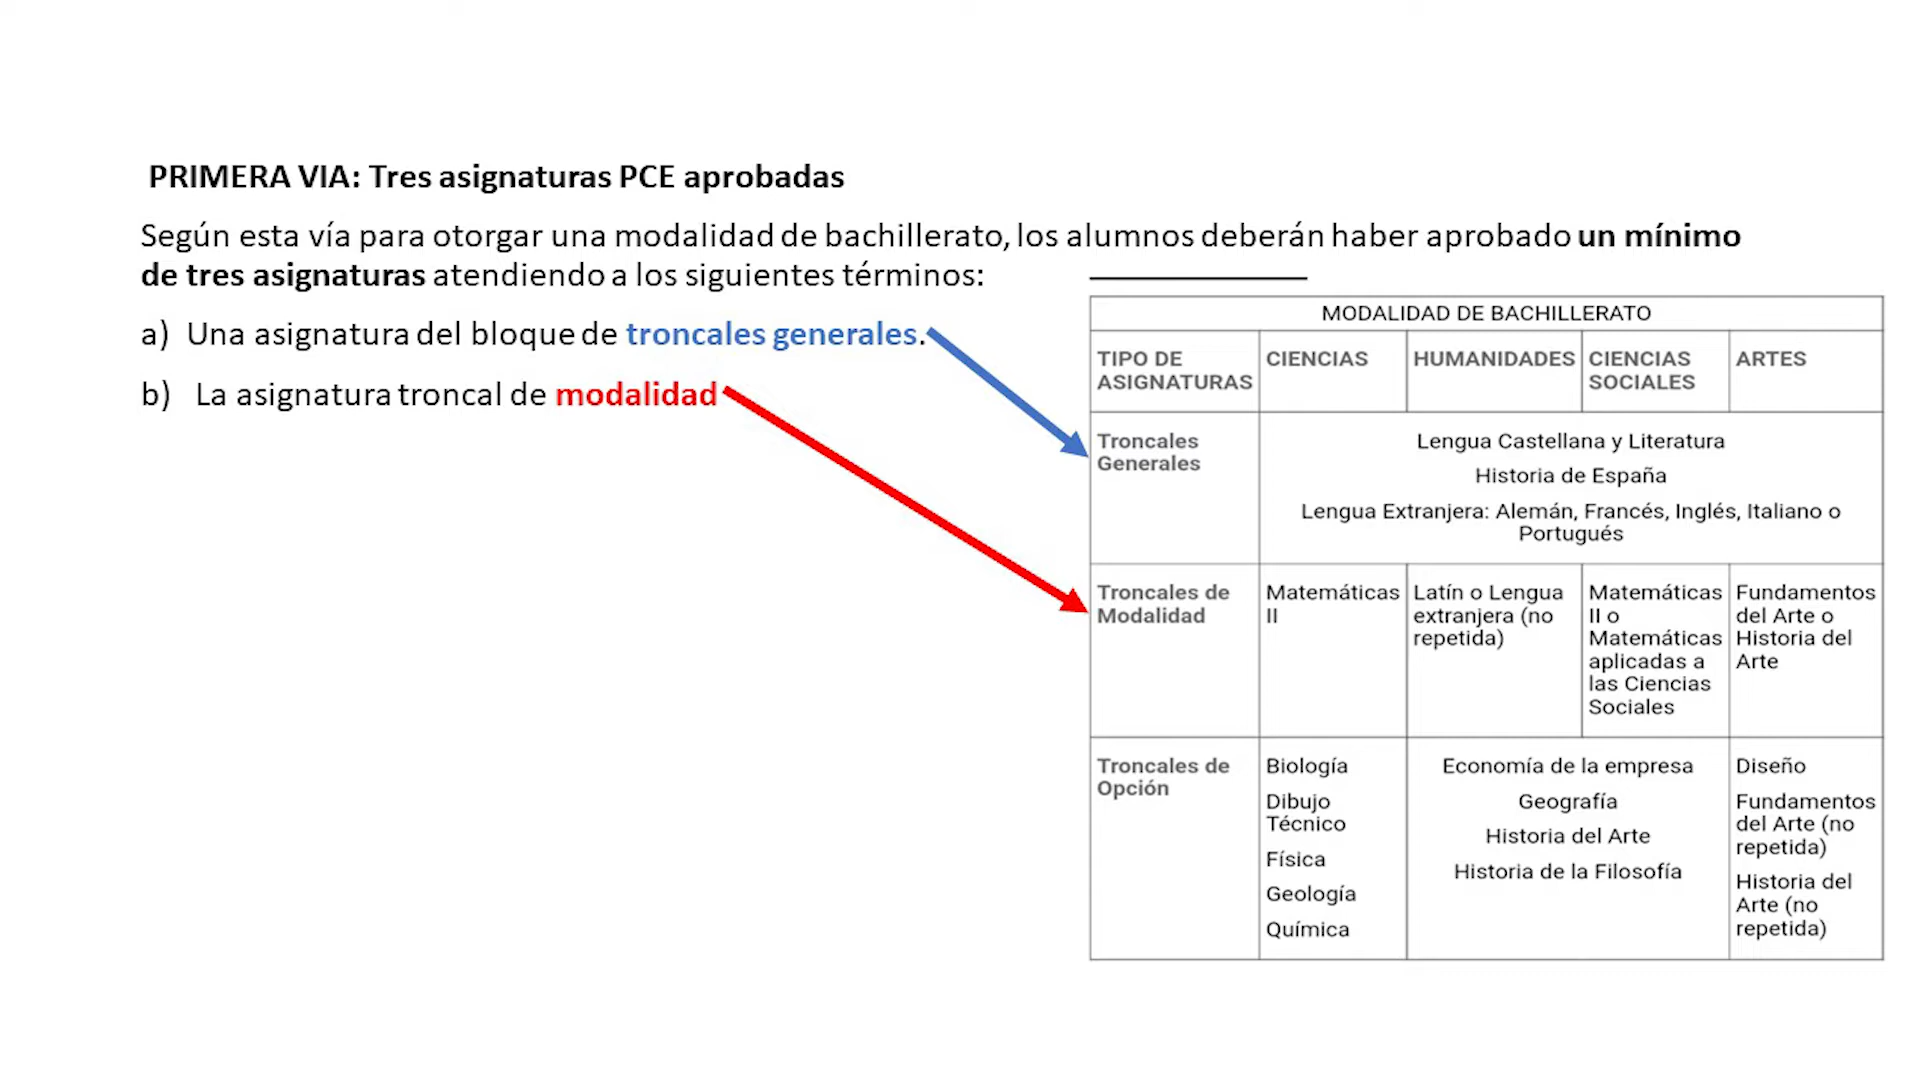 PRIMERA VIA: Tres asignaturas PCE aprobadas
Según esta vía para otorgar una modalidad de bachillerato, los alumnos deberán haber aprobado un mínimo
de tres asignaturas atendiendo a los siguientes términos:
a) Una asignatura del bloque de troncales generales.
b) La asignatura troncal de modalidad
MODALIDAD DE BACHILLERATO
TIPO DE
ASIGNATURAS
CIENCIAS
HUMANIDADES
CIENCIAS
SOCIALES
ARTES
Troncales
Generales
Lengua Castellana y Literatura
Historia de España
Lengua Extranjera: Alemán, Francés, Inglés, Italiano o
Portugués
Troncales de
Modalidad
Matemáticas
II
Latín o Lengua
extranjera (no
repetida)
Matemáticas
II o
Matemáticas
aplicadas a
las Ciencias
Sociales
Fundamentos
del Arte o
Historia del
Arte
Troncales de
Opción
Biología
Dibujo
Técnico
Física
Geología
Química
Economía de la empresa
Geografía
Historia del Arte
Historia de la Filosofía
Diseño
Fundamentos
del Arte (no
repetida)
Historia del
Arte (no
repetida)